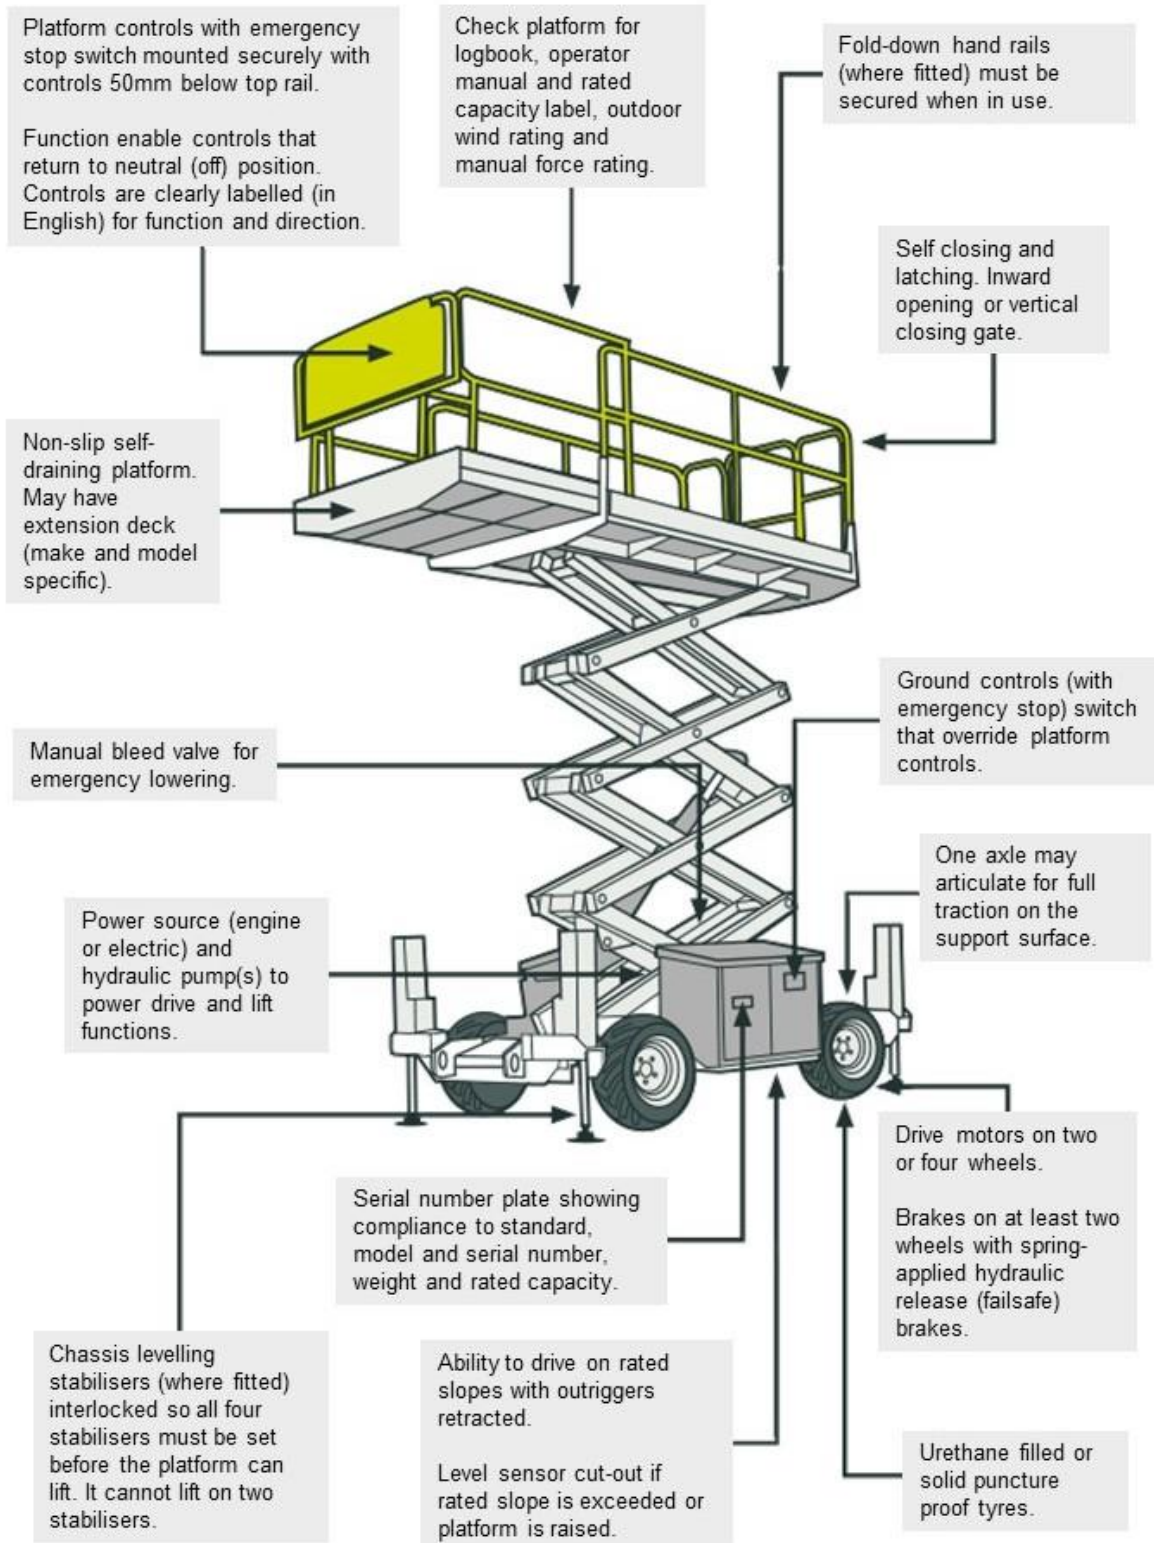 Platform controls with emergency
stop switch mounted securely with
controls 50mm below top rail.
Function enable controls that
return to neutral (off) position.
Controls are clearly labelled (in
English) for function and direction.
Check platform for
logbook, operator
manual and rated
capacity label, outdoor
wind rating and
manual force rating.
Fold-down hand rails
(where fitted) must be
secured when in use.
Self closing and
latching. Inward
opening or vertical
closing gate.
Non-slip self-
draining platform.
May have
extension deck
(make and model
specific).
Ground controls (with
emergency stop) switch
that override platform
controls.
Manual bleed valve for
emergency lowering.
One axle may
articulate for full
traction on the
support surface.
Power source (engine
or electric) and
hydraulic pump(s) to
power drive and lift
functions.
Drive motors on two
or four wheels.
Brakes on at least two
wheels with spring-
applied hydraulic
release (failsafe)
brakes.
Serial number plate showing
compliance to standard,
model and serial number,
weight and rated capacity.
Chassis levelling
stabilisers (where fitted)
interlocked so all four
stabilisers must be set
before the platform can
lift. It cannot lift on two
stabilisers.
Ability to drive on rated
slopes with outriggers
retracted.
Level sensor cut-out if
rated slope is exceeded or
platform is raised.
Urethane filled or
solid puncture
proof tyres.